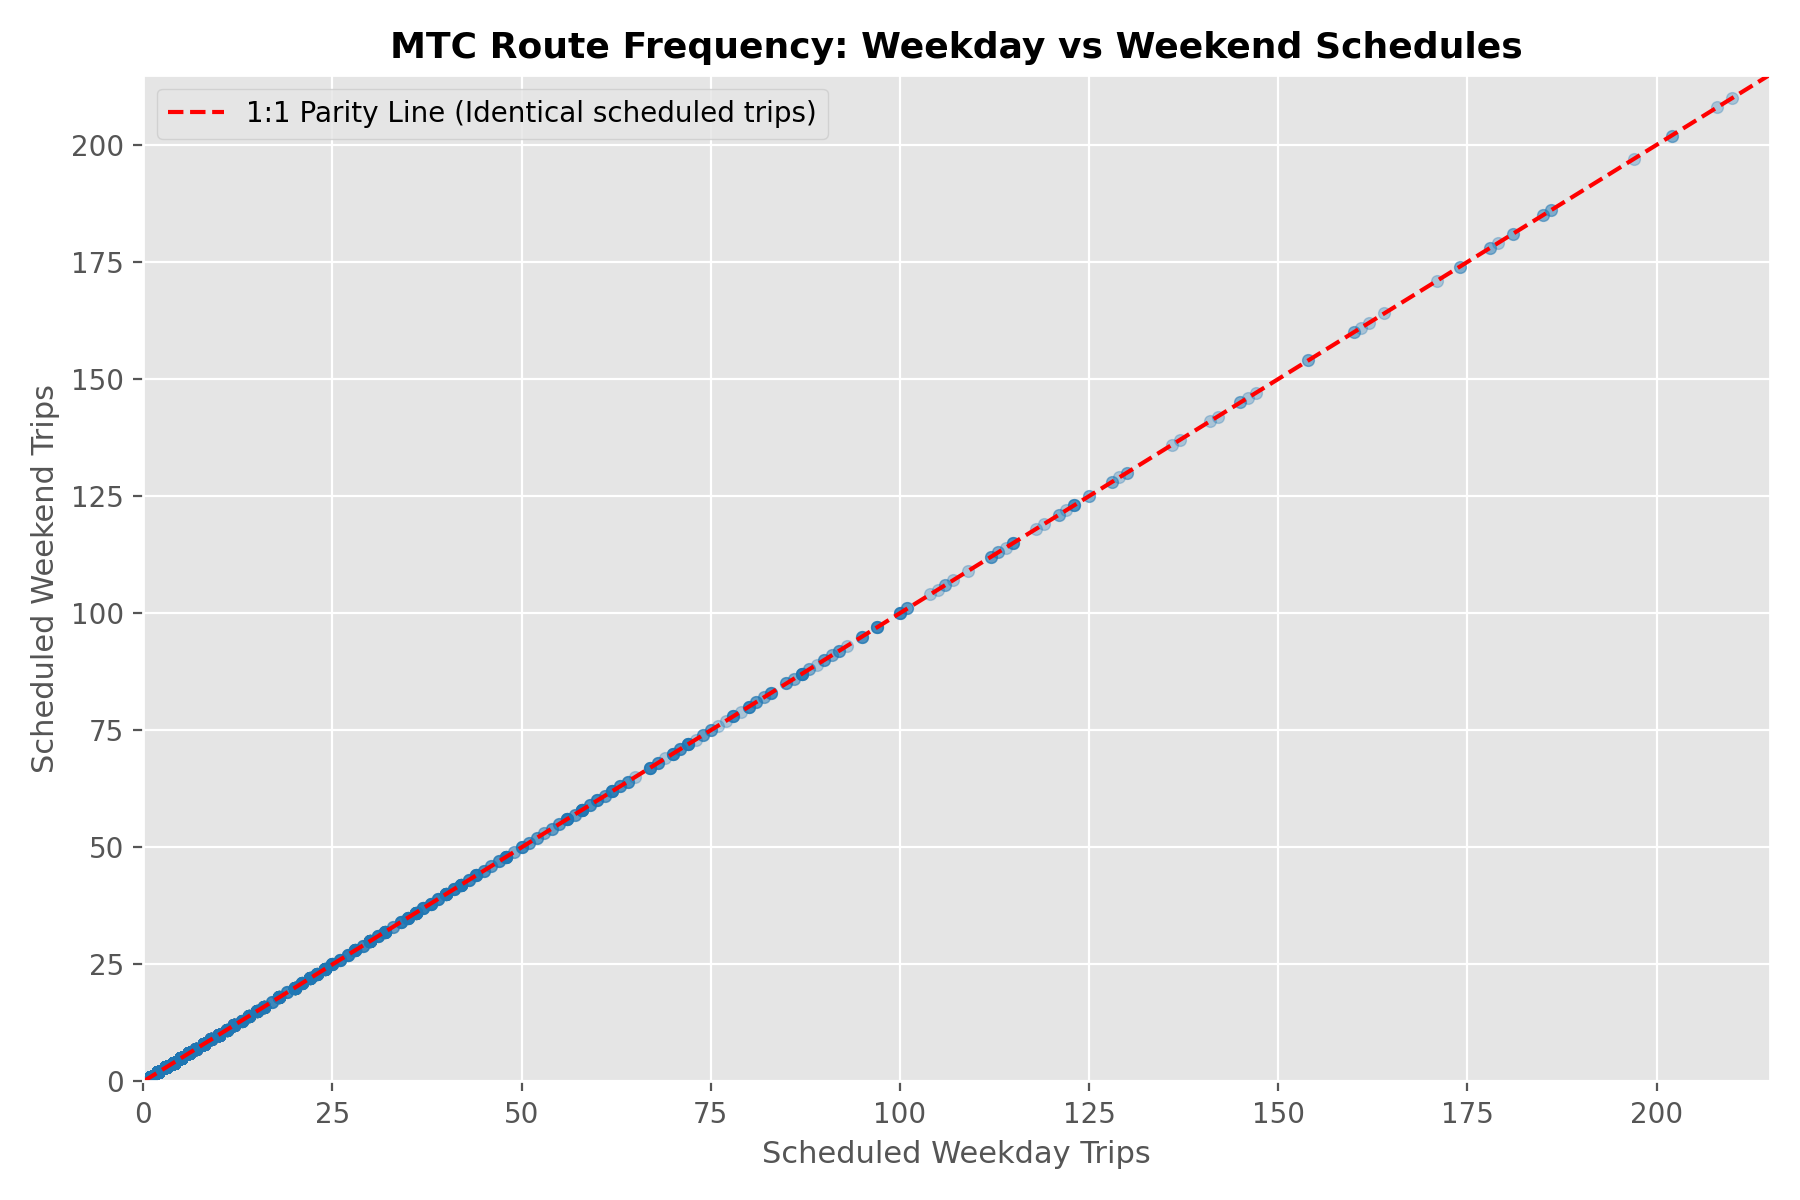 MTC Route Frequency: Weekday vs Weekend Schedules
1:1 Parity Line (Identical scheduled trips)
Scheduled Weekend Trips
200
175
150
125
100
75
50
25
0
0 25 50 75 100 125 150 175 200
Scheduled Weekday Trips